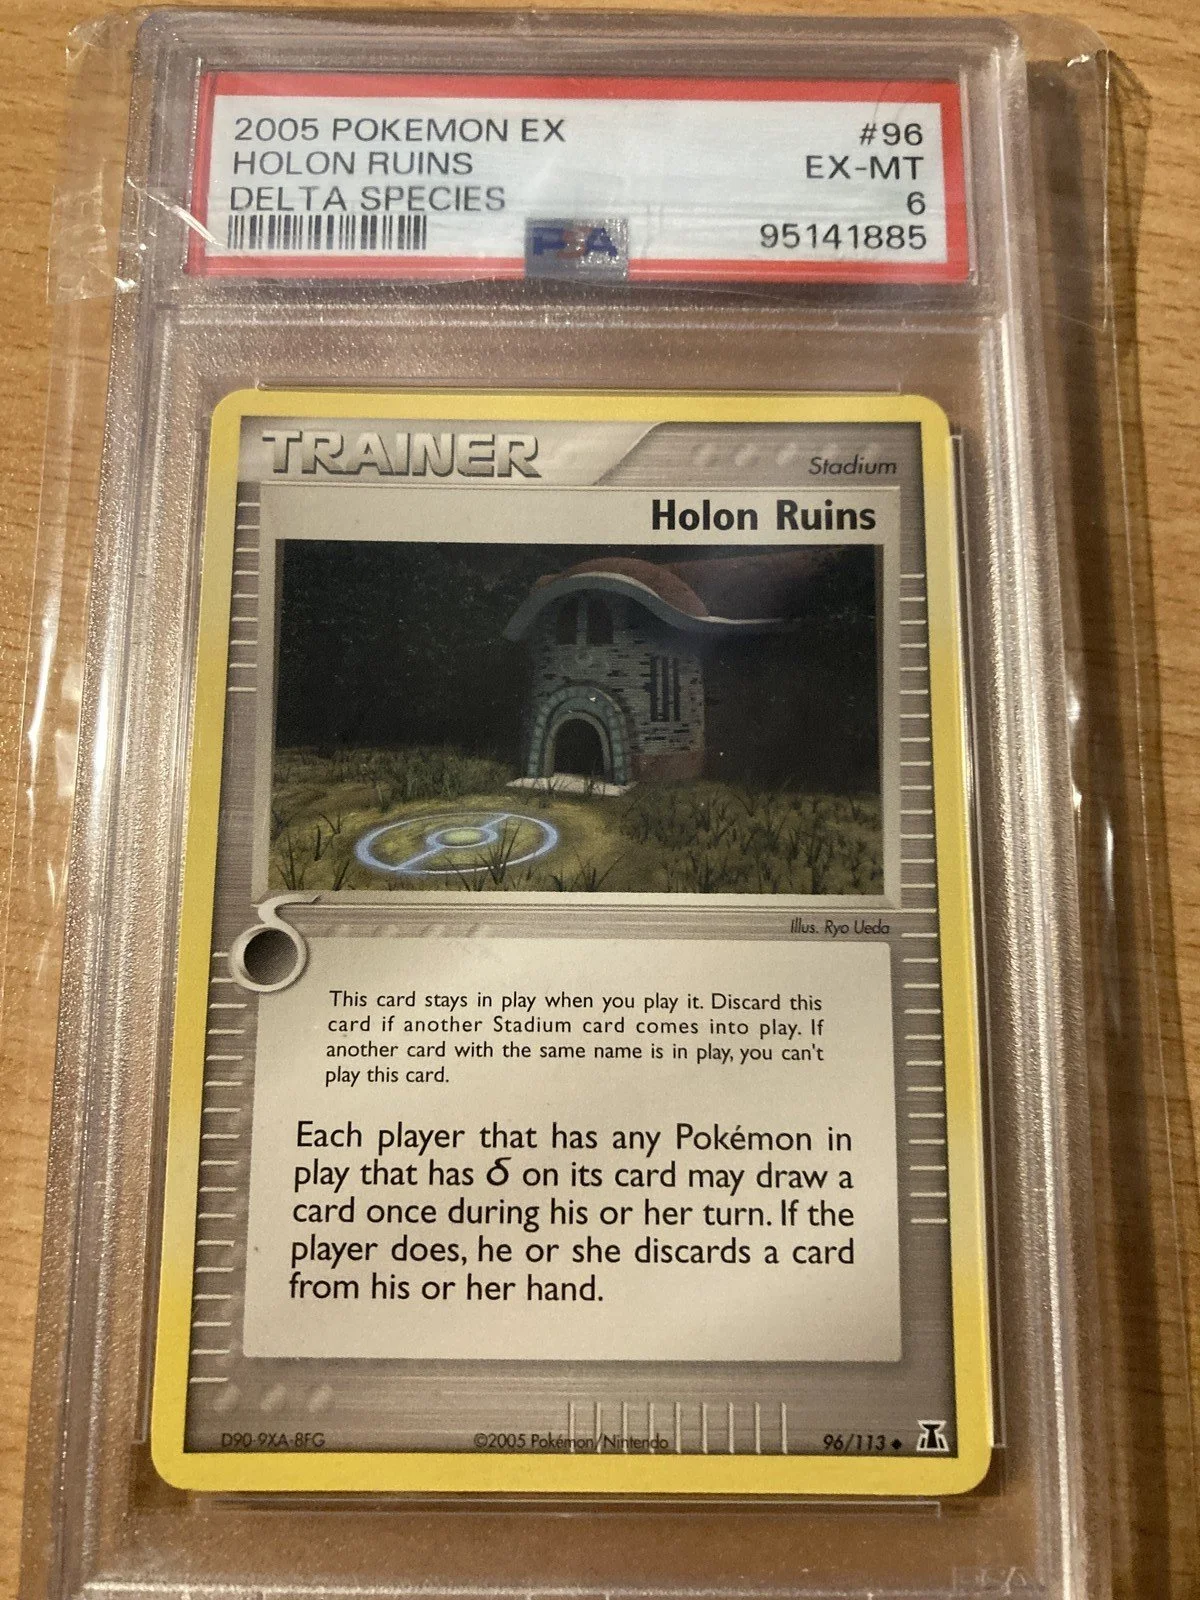 2005 POKEMON EX #96
HOLON RUINS EX-MT
DELTA SPECIES 6
PSA 95141885
TRAINER Stadium
Holon Ruins
Illus. Ryo Ueda
This card stays in play when you play it. Discard this
card if another Stadium card comes into play. If
another card with the same name is in play, you can't
play this card.
Each player that has any Pokémon in
play that has δ on its card may draw a
card once during his or her turn. If the
player does, he or she discards a card
from his or her hand.
D90-9XA-8FG ©2005 Pokémon/Nintendo 96/113 ◆